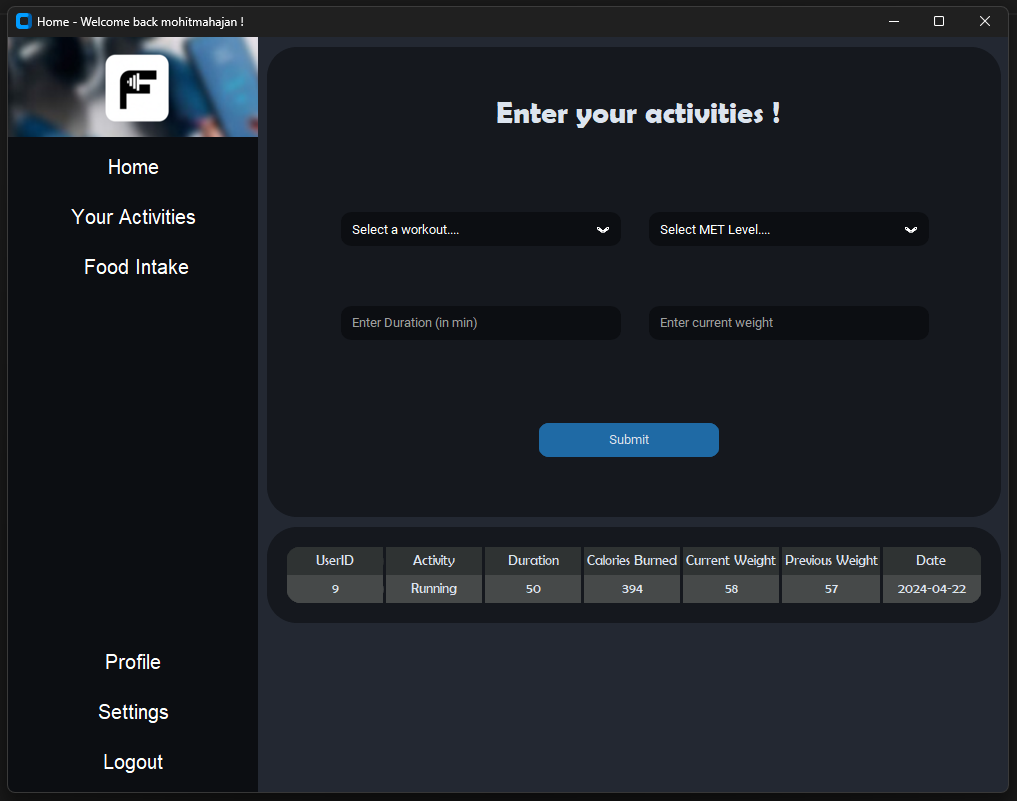 Home - Welcome back mohitmahajan !
F
Home
Your Activities
Food Intake
Profile
Settings
Logout
Enter your activities !
Select a workout.... Select MET Level....
Enter Duration (in min) Enter current weight
Submit
UserID Activity Duration Calories Burned Current Weight Previous Weight Date
9 Running 50 394 58 57 2024-04-22